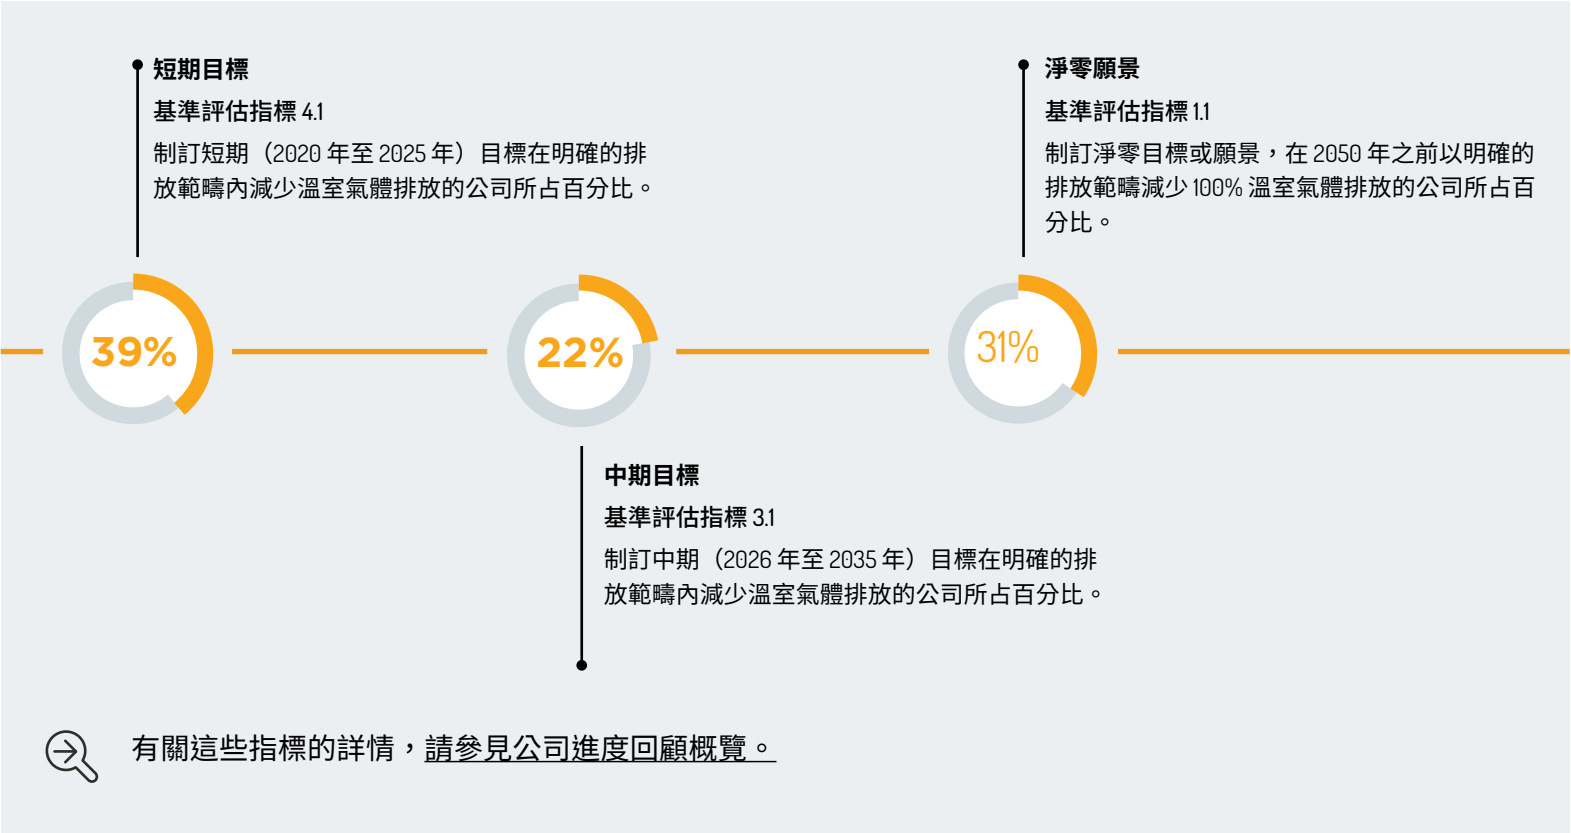 短期目標
基準評估指標 4.1
制訂短期（2020 年至 2025 年）目標在明確的排
放範疇內減少溫室氣體排放的公司所占百分比。
淨零願景
基準評估指標 1.1
制訂淨零目標或願景，在 2050 年之前以明確的
排放範疇減少 100% 溫室氣體排放的公司所占百
分比。
39%
22%
31%
中期目標
基準評估指標 3.1
制訂中期（2026 年至 2035 年）目標在明確的排
放範疇內減少溫室氣體排放的公司所占百分比。
有關這些指標的詳情，請參見公司進度回顧概覽。